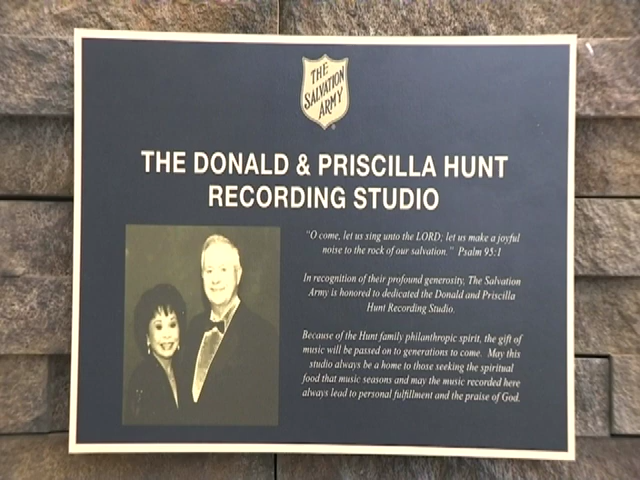 THE
SALVATION
ARMY
THE DONALD & PRISCILLA HUNT
RECORDING STUDIO
"O come, let us sing unto the LORD; let us make a joyful
noise to the rock of our salvation." Psalm 95:1
In recognition of their profound generosity, The Salvation
Army is honored to dedicated the Donald and Priscilla
Hunt Recording Studio.
Because of the Hunt family philanthropic spirit, the gift of
music will be passed on to generations to come. May this
studio always be a home to those seeking the spiritual
food that music seasons and may the music recorded here
always lead to personal fulfillment and the praise of God.